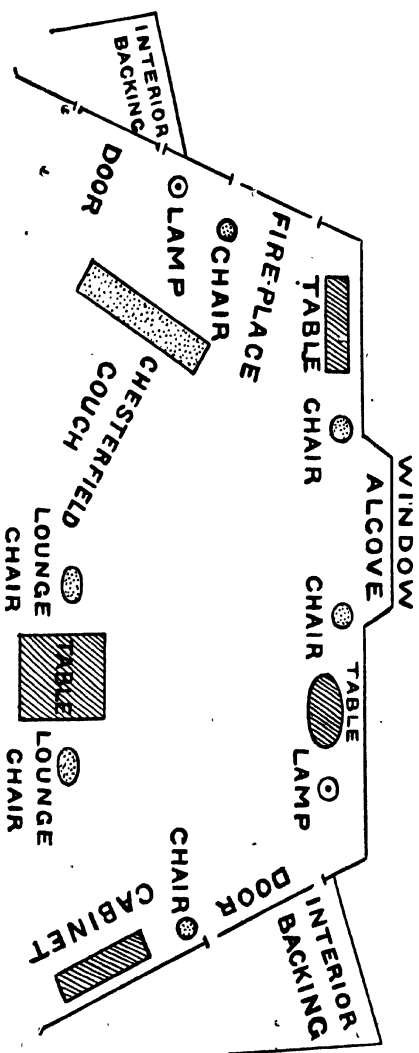 WINDOW
ALCOVE
INTERIOR
BACKING
DOOR
LAMP
CHAIR
FIRE-PLACE
TABLE
CHAIR
CHESTERFIELD
COUCH
LOUNGE
CHAIR
TABLE
LOUNGE
CHAIR
CHAIR
TABLE
LAMP
DOOR
INTERIOR
BACKING
CHAIR
CABINET